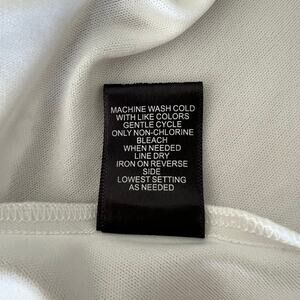 MACHINE WASH COLD
WITH LIKE COLORS
GENTLE CYCLE
ONLY NON-CHLORINE
BLEACH
WHEN NEEDED
LINE DRY
IRON ON REVERSE
SIDE
LOWEST SETTING
AS NEEDED